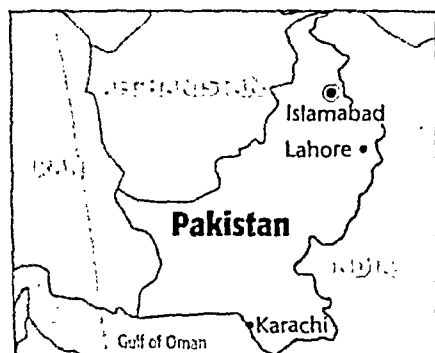 Islamabad
Lahore
Pakistan
Karachi
Gulf of Oman